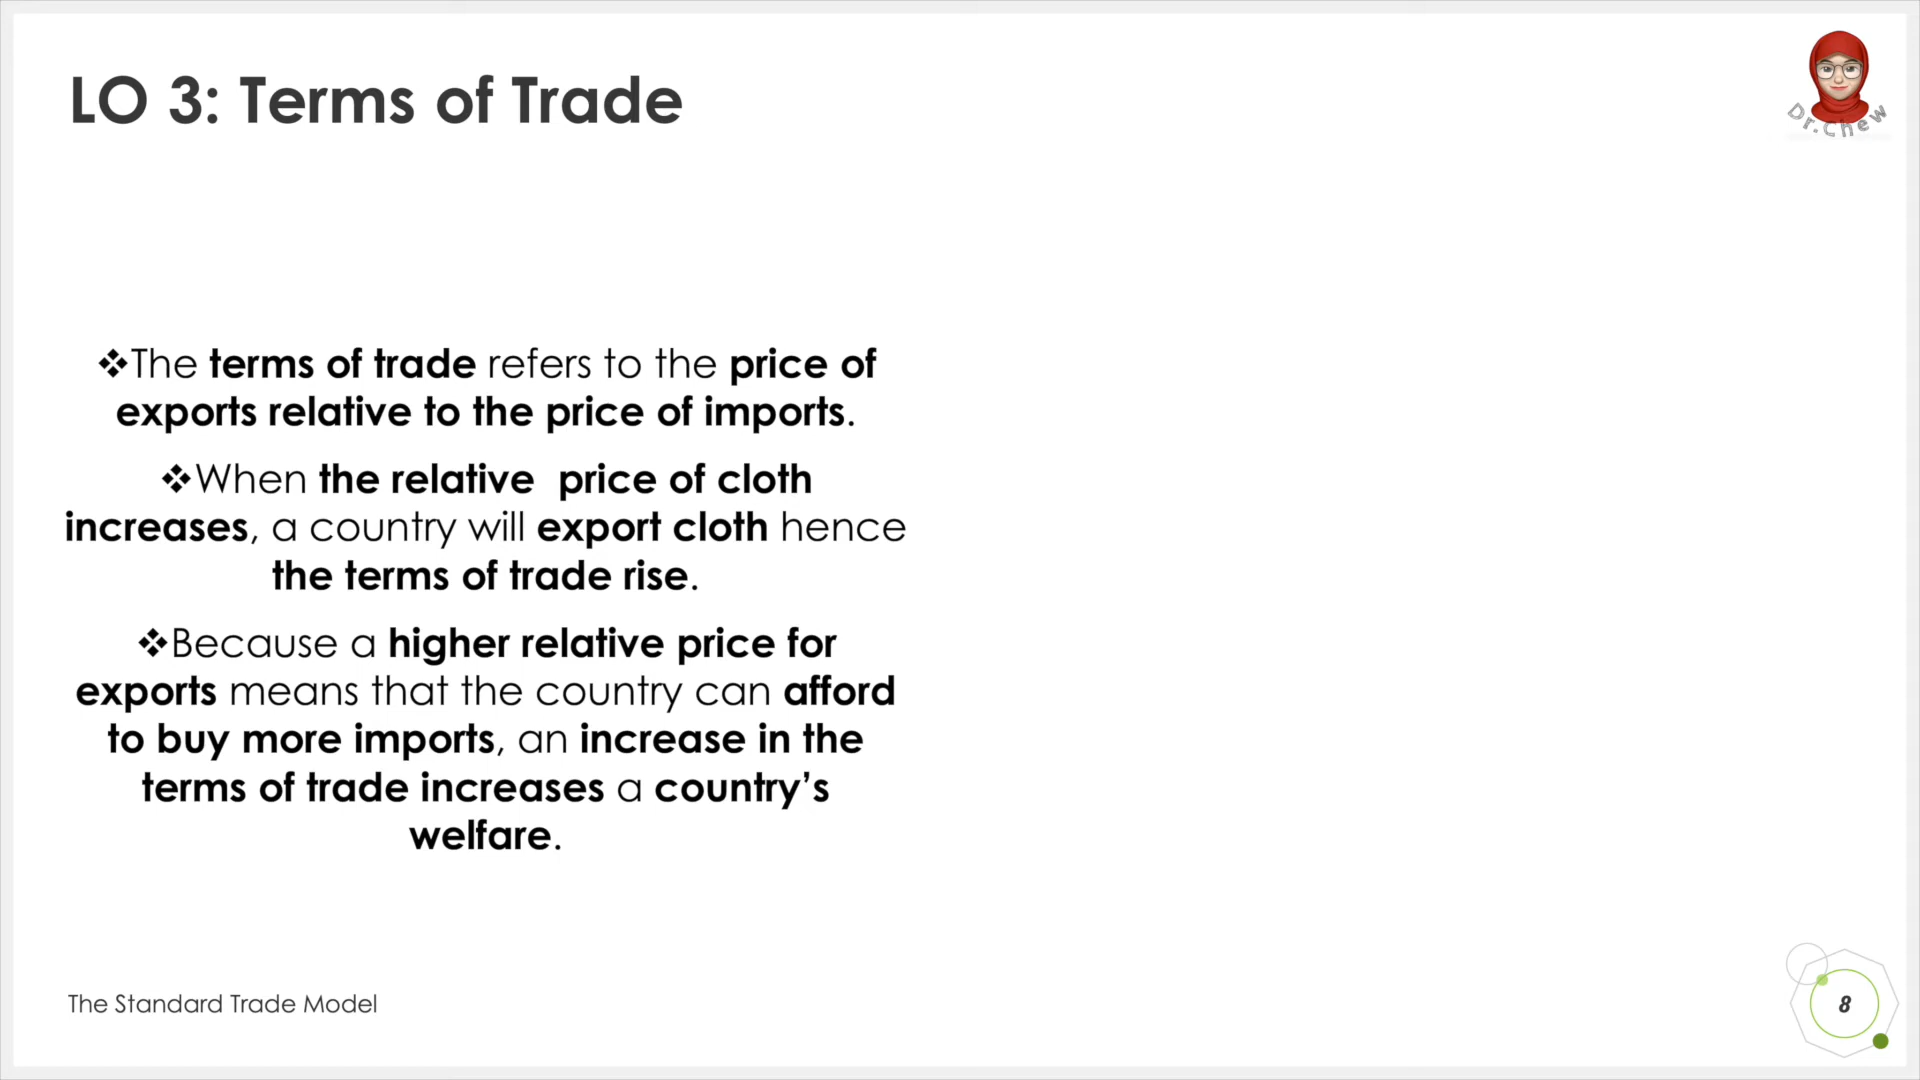 LO 3: Terms of Trade
Dr.Chew
❖The terms of trade refers to the price of
exports relative to the price of imports.
❖When the relative  price of cloth
increases, a country will export cloth hence
the terms of trade rise.
❖Because a higher relative price for
exports means that the country can afford
to buy more imports, an increase in the
terms of trade increases a country’s
welfare.
The Standard Trade Model
8